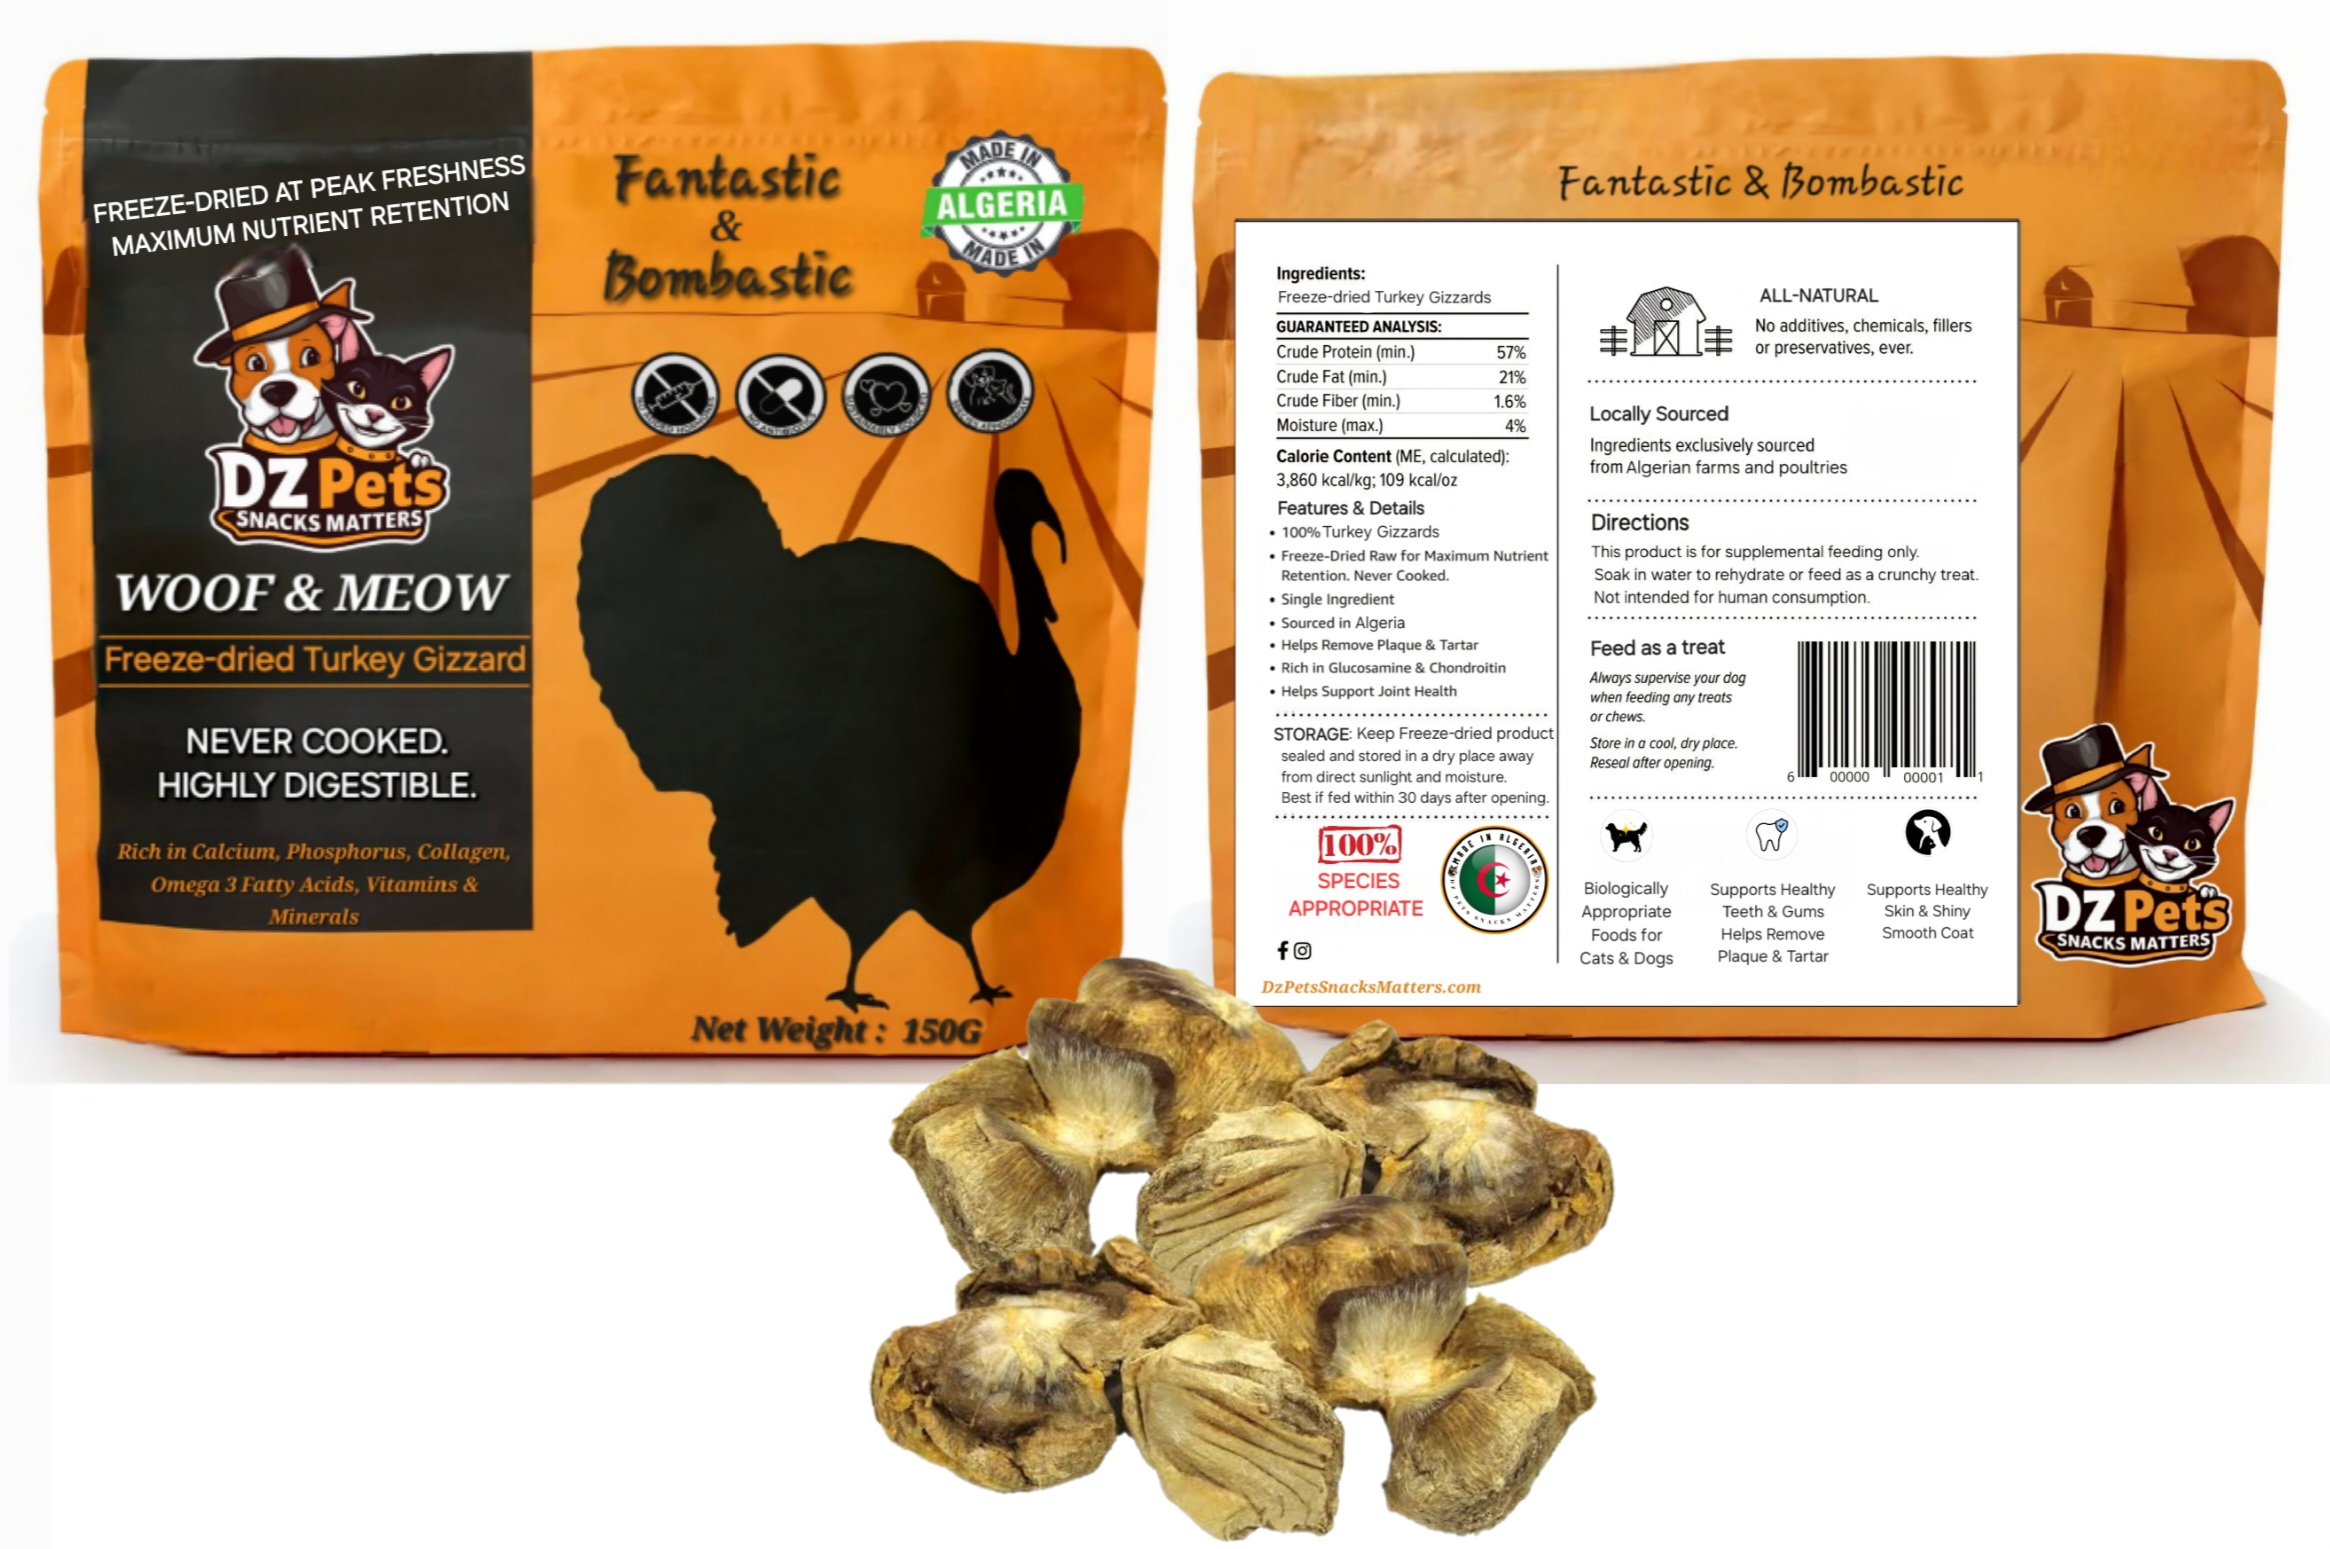 FREEZE-DRIED AT PEAK FRESHNESS
MAXIMUM NUTRIENT RETENTION
DZ Pets
SNACKS MATTERS
WOOF & MEOW
Freeze-dried Turkey Gizzard
NEVER COOKED.
HIGHLY DIGESTIBLE.
Rich in Calcium, Phosphorus, Collagen,
Omega 3 Fatty Acids, Vitamins &
Minerals
Fantastic
&
Bombastic
MADE IN
ALGERIA
MADE IN
NO ANTIBIOTICS
SUSTAINABLY SOURCED
Net Weight : 150G
Fantastic & Bombastic
Ingredients:
Freeze-dried Turkey Gizzards
GUARANTEED ANALYSIS:
Crude Protein (min.) 57%
Crude Fat (min.) 21%
Crude Fiber (min.) 1.6%
Moisture (max.) 4%
Calorie Content (ME, calculated):
3,860 kcal/kg; 109 kcal/oz
Features & Details
• 100% Turkey Gizzards
• Freeze-Dried Raw for Maximum Nutrient
Retention. Never Cooked.
• Single Ingredient
• Sourced in Algeria
• Helps Remove Plaque & Tartar
• Rich in Glucosamine & Chondroitin
• Helps Support Joint Health
STORAGE: Keep Freeze-dried product
sealed and stored in a dry place away
from direct sunlight and moisture.
Best if fed within 30 days after opening.
100%
SPECIES
APPROPRIATE
MADE IN ALGERIA
DZ PETS SNACKS MATTERS
DzPetsSnacksMatters.com
ALL-NATURAL
No additives, chemicals, fillers
or preservatives, ever.
Locally Sourced
Ingredients exclusively sourced
from Algerian farms and poultries
Directions
This product is for supplemental feeding only.
Soak in water to rehydrate or feed as a crunchy treat.
Not intended for human consumption.
Feed as a treat
Always supervise your dog
when feeding any treats
or chews.
Store in a cool, dry place.
Reseal after opening.
6 00000 00001 1
Biologically
Appropriate
Foods for
Cats & Dogs
Supports Healthy
Teeth & Gums
Helps Remove
Plaque & Tartar
Supports Healthy
Skin & Shiny
Smooth Coat
DZ Pets
SNACKS MATTERS